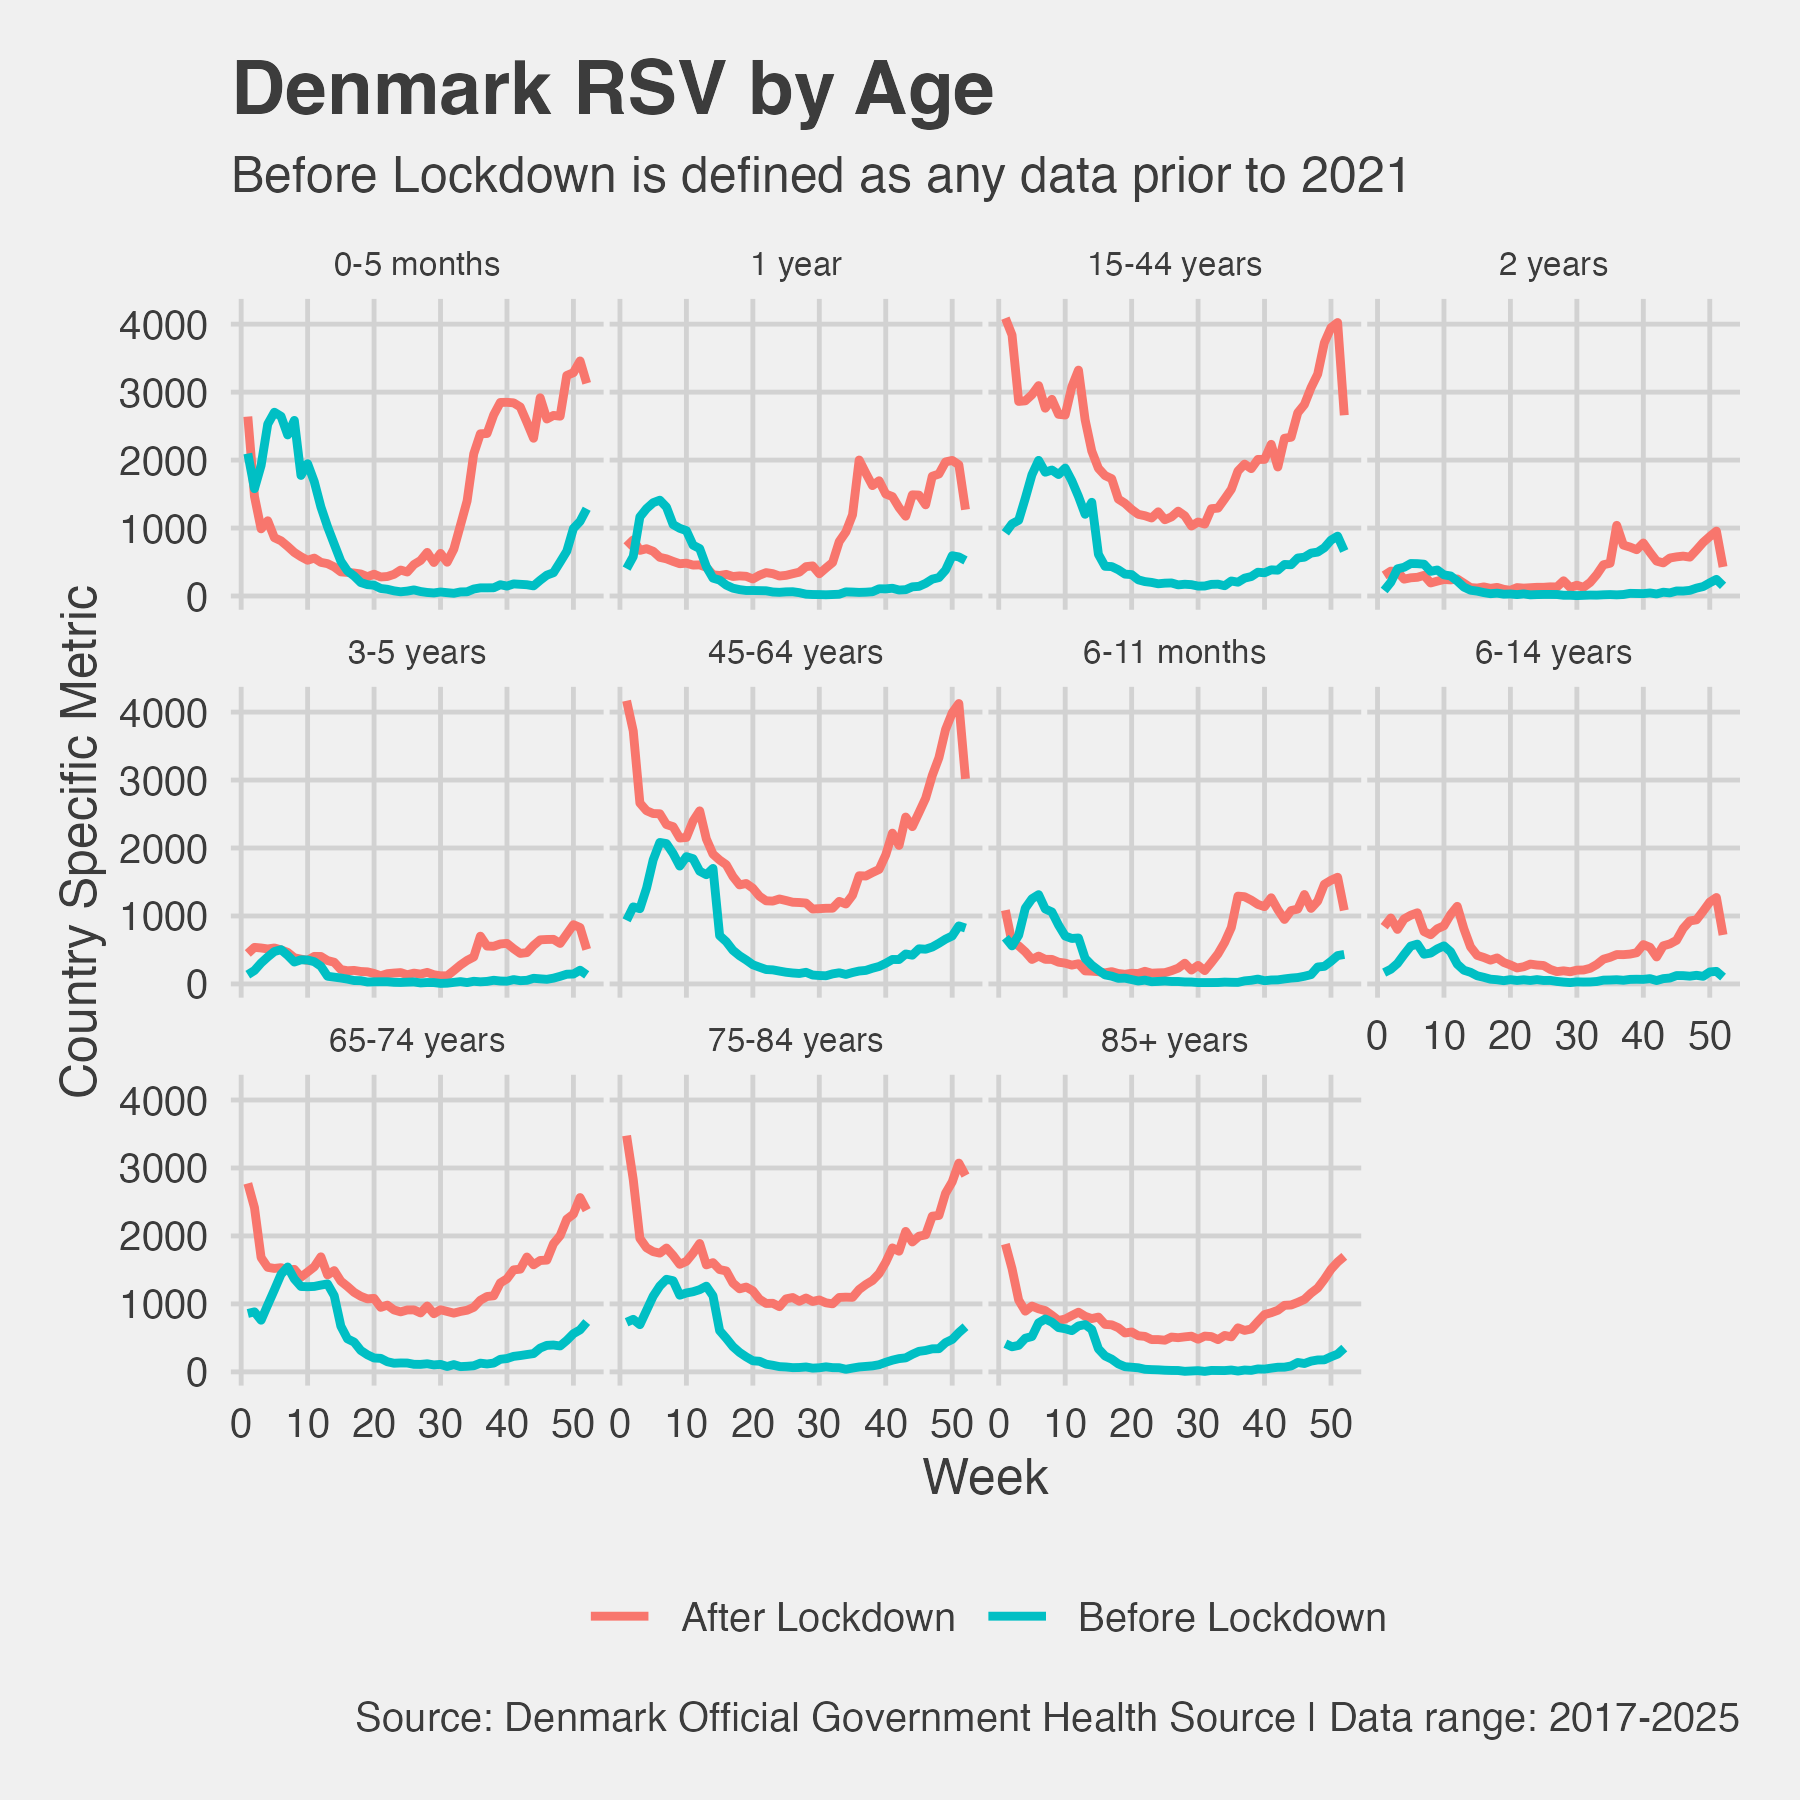 Denmark RSV by Age
Before Lockdown is defined as any data prior to 2021
0-5 months 1 year 15-44 years 2 years
4000
3000
2000
1000
0
3-5 years 45-64 years 6-11 months 6-14 years
4000
3000
2000
1000
0
0 10 20 30 40 50
65-74 years 75-84 years 85+ years
4000
3000
2000
1000
0
0 10 20 30 40 50 0 10 20 30 40 50 0 10 20 30 40 50
Country Specific Metric
Week
After Lockdown Before Lockdown
Source: Denmark Official Government Health Source | Data range: 2017-2025